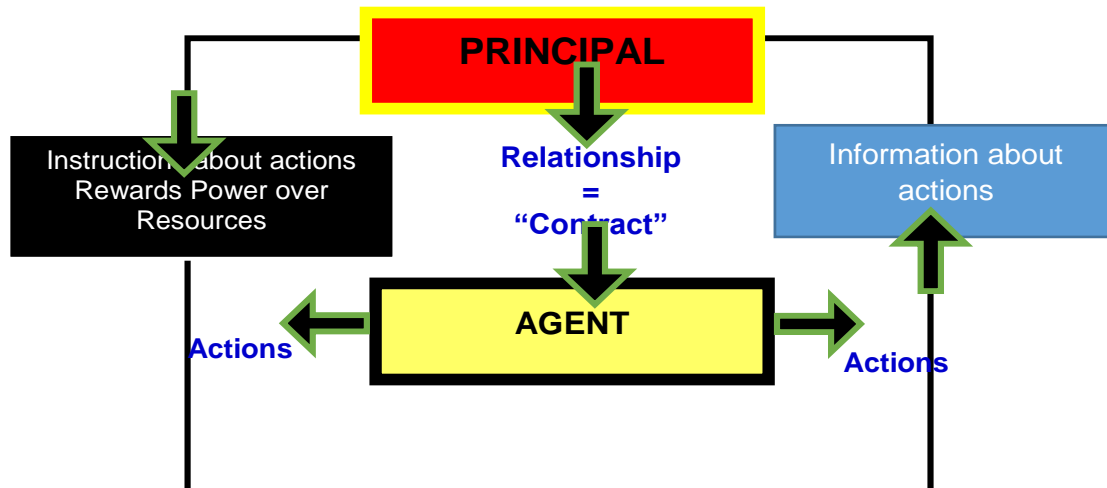 PRINCIPAL
Instructions about actions
Rewards Power over
Resources
Relationship
=
“Contract”
Information about
actions
AGENT
Actions
Actions